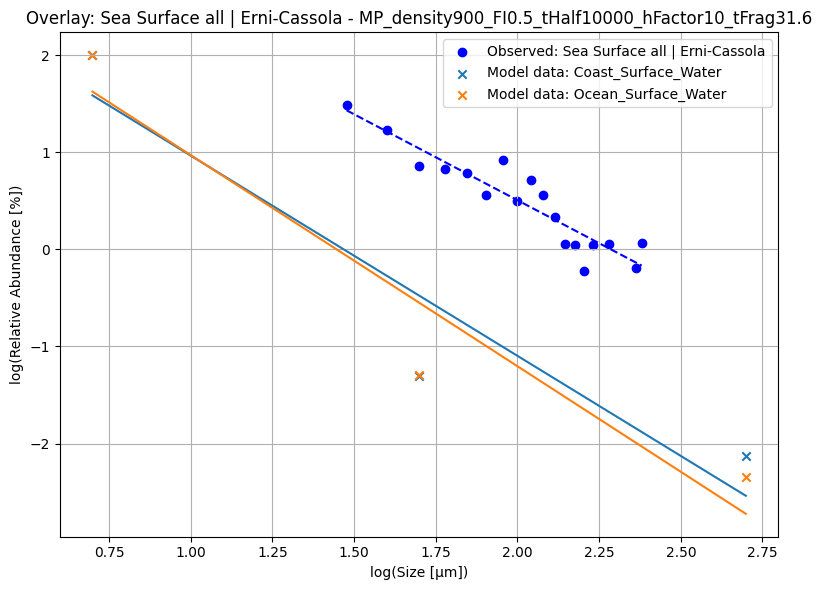 Overlay: Sea Surface all | Erni-Cassola - MP_density900_FI0.5_tHalf10000_hFactor10_tFrag31.6
Observed: Sea Surface all | Erni-Cassola
Model data: Coast_Surface_Water
Model data: Ocean_Surface_Water
log(Relative Abundance [%])
2
1
0
−1
−2
0.75 1.00 1.25 1.50 1.75 2.00 2.25 2.50 2.75
log(Size [µm])